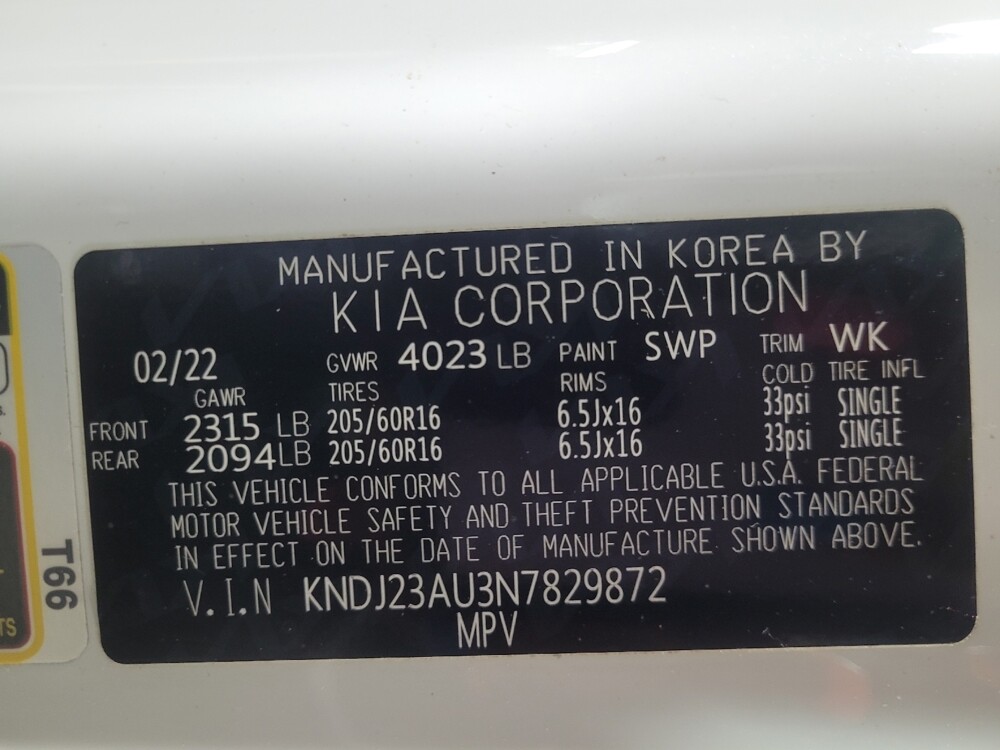 MANUFACTURED IN KOREA BY
KIA CORPORATION
02/22 GVWR 4023 LB PAINT SWP TRIM WK
GAWR TIRES RIMS COLD TIRE INFL
FRONT 2315 LB 205/60R16 6.5Jx16 33psi SINGLE
REAR 2094LB 205/60R16 6.5Jx16 33psi SINGLE
THIS VEHICLE CONFORMS TO ALL APPLICABLE U.S.A. FEDERAL
MOTOR VEHICLE SAFETY AND THEFT PREVENTION STANDARDS
IN EFFECT ON THE DATE OF MANUFACTURE SHOWN ABOVE.
V.I.N KNDJ23AU3N7829872
MPV
T66